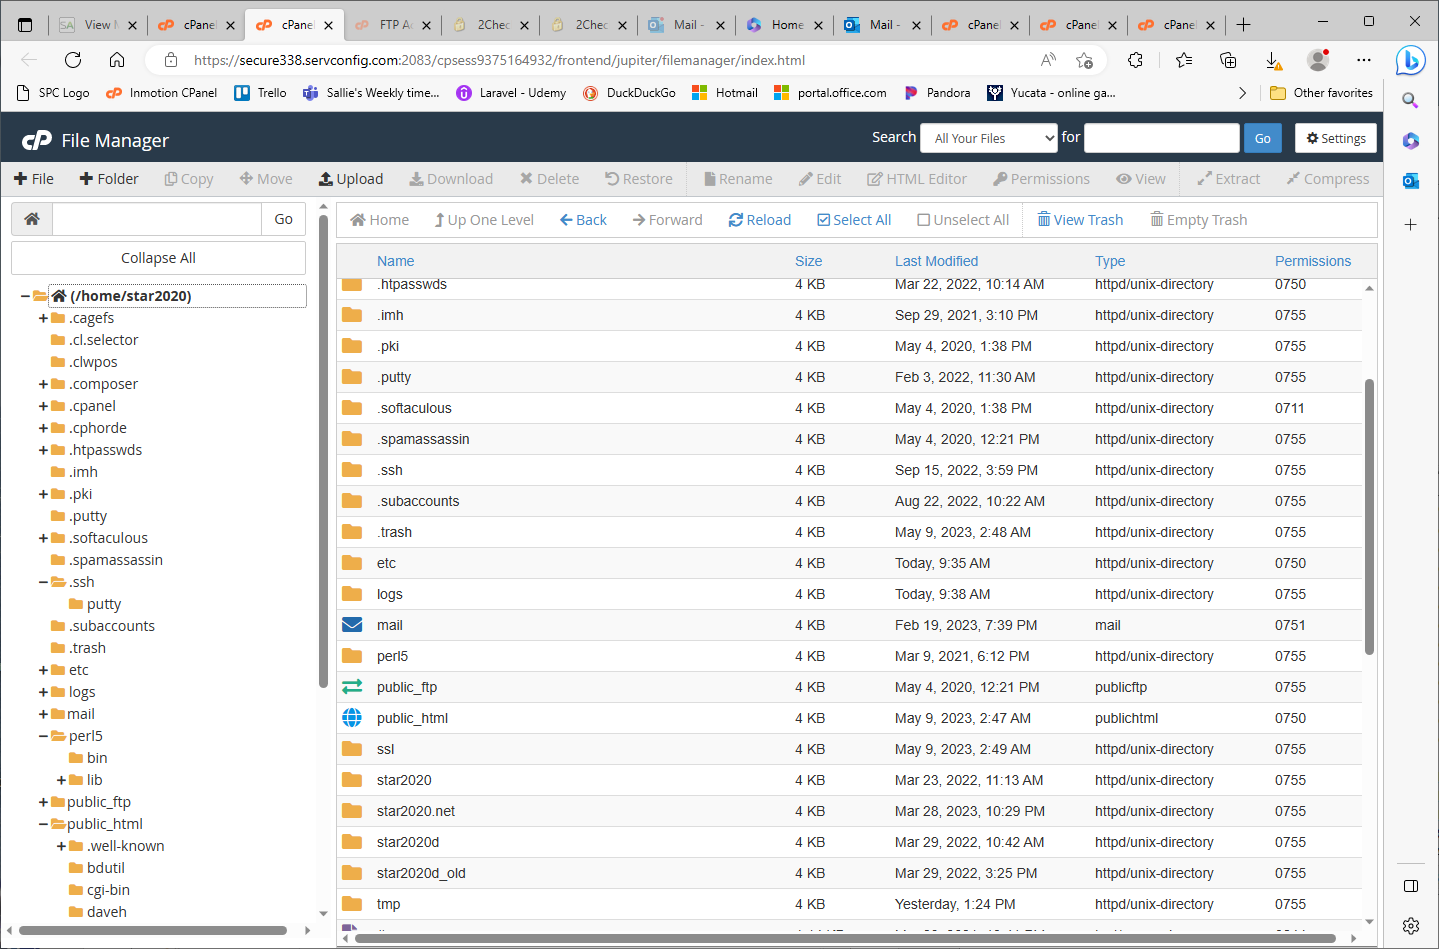 View M
cPanel
cPanel
FTP Ac
2Chec
2Chec
Mail -
Home
Mail -
cPanel
cPanel
cPanel
https://secure338.servconfig.com:2083/cpsess9375164932/frontend/jupiter/filemanager/index.html
SPC Logo
Inmotion CPanel
Trello
Sallie's Weekly time...
Laravel - Udemy
DuckDuckGo
Hotmail
portal.office.com
Pandora
Yucata - online ga...
Other favorites
cP File Manager
Search
All Your Files
for
Go
Settings
File
Folder
Copy
Move
Upload
Download
Delete
Restore
Rename
Edit
HTML Editor
Permissions
View
Extract
Compress
Go
Collapse All
(/home/star2020)
.cagefs
.cl.selector
.clwpos
.composer
.cpanel
.cphorde
.htpasswds
.imh
.pki
.putty
.softaculous
.spamassassin
.ssh
putty
.subaccounts
.trash
etc
logs
mail
perl5
bin
lib
public_ftp
public_html
.well-known
bdutil
cgi-bin
daveh
Home
Up One Level
Back
Forward
Reload
Select All
Unselect All
View Trash
Empty Trash
Name Size Last Modified Type Permissions
.htpasswds 4 KB Mar 22, 2022, 10:14 AM httpd/unix-directory 0750
.imh 4 KB Sep 29, 2021, 3:10 PM httpd/unix-directory 0755
.pki 4 KB May 4, 2020, 1:38 PM httpd/unix-directory 0755
.putty 4 KB Feb 3, 2022, 11:30 AM httpd/unix-directory 0755
.softaculous 4 KB May 4, 2020, 1:38 PM httpd/unix-directory 0711
.spamassassin 4 KB May 4, 2020, 12:21 PM httpd/unix-directory 0755
.ssh 4 KB Sep 15, 2022, 3:59 PM httpd/unix-directory 0755
.subaccounts 4 KB Aug 22, 2022, 10:22 AM httpd/unix-directory 0755
.trash 4 KB May 9, 2023, 2:48 AM httpd/unix-directory 0755
etc 4 KB Today, 9:35 AM httpd/unix-directory 0750
logs 4 KB Today, 9:38 AM httpd/unix-directory 0755
mail 4 KB Feb 19, 2023, 7:39 PM mail 0751
perl5 4 KB Mar 9, 2021, 6:12 PM httpd/unix-directory 0755
public_ftp 4 KB May 4, 2020, 12:21 PM publicftp 0755
public_html 4 KB May 9, 2023, 2:47 AM publichtml 0750
ssl 4 KB May 9, 2023, 2:49 AM httpd/unix-directory 0755
star2020 4 KB Mar 23, 2022, 11:13 AM httpd/unix-directory 0755
star2020.net 4 KB Mar 28, 2023, 10:29 PM httpd/unix-directory 0755
star2020d 4 KB Mar 29, 2022, 10:42 AM httpd/unix-directory 0755
star2020d_old 4 KB Mar 29, 2022, 3:25 PM httpd/unix-directory 0755
tmp 4 KB Yesterday, 1:24 PM httpd/unix-directory 0755